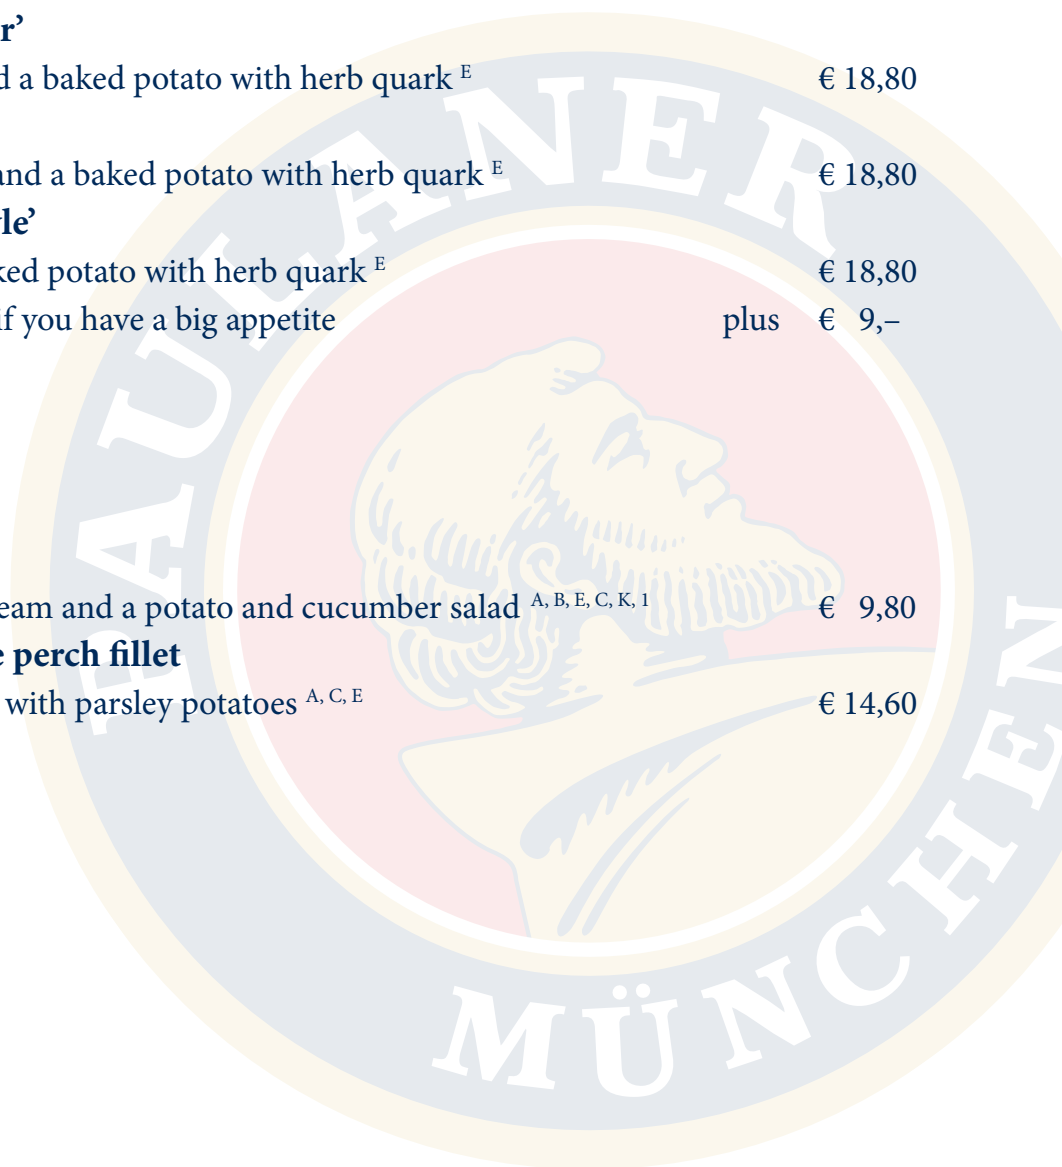 r’
d a baked potato with herb quark E € 18,80
and a baked potato with herb quark E € 18,80
yle’
ked potato with herb quark E € 18,80
if you have a big appetite plus € 9,–
eam and a potato and cucumber salad A, B, E, C, K, 1 € 9,80
e perch fillet
with parsley potatoes A, C, E € 14,60
PAULANER
MÜNCHEN